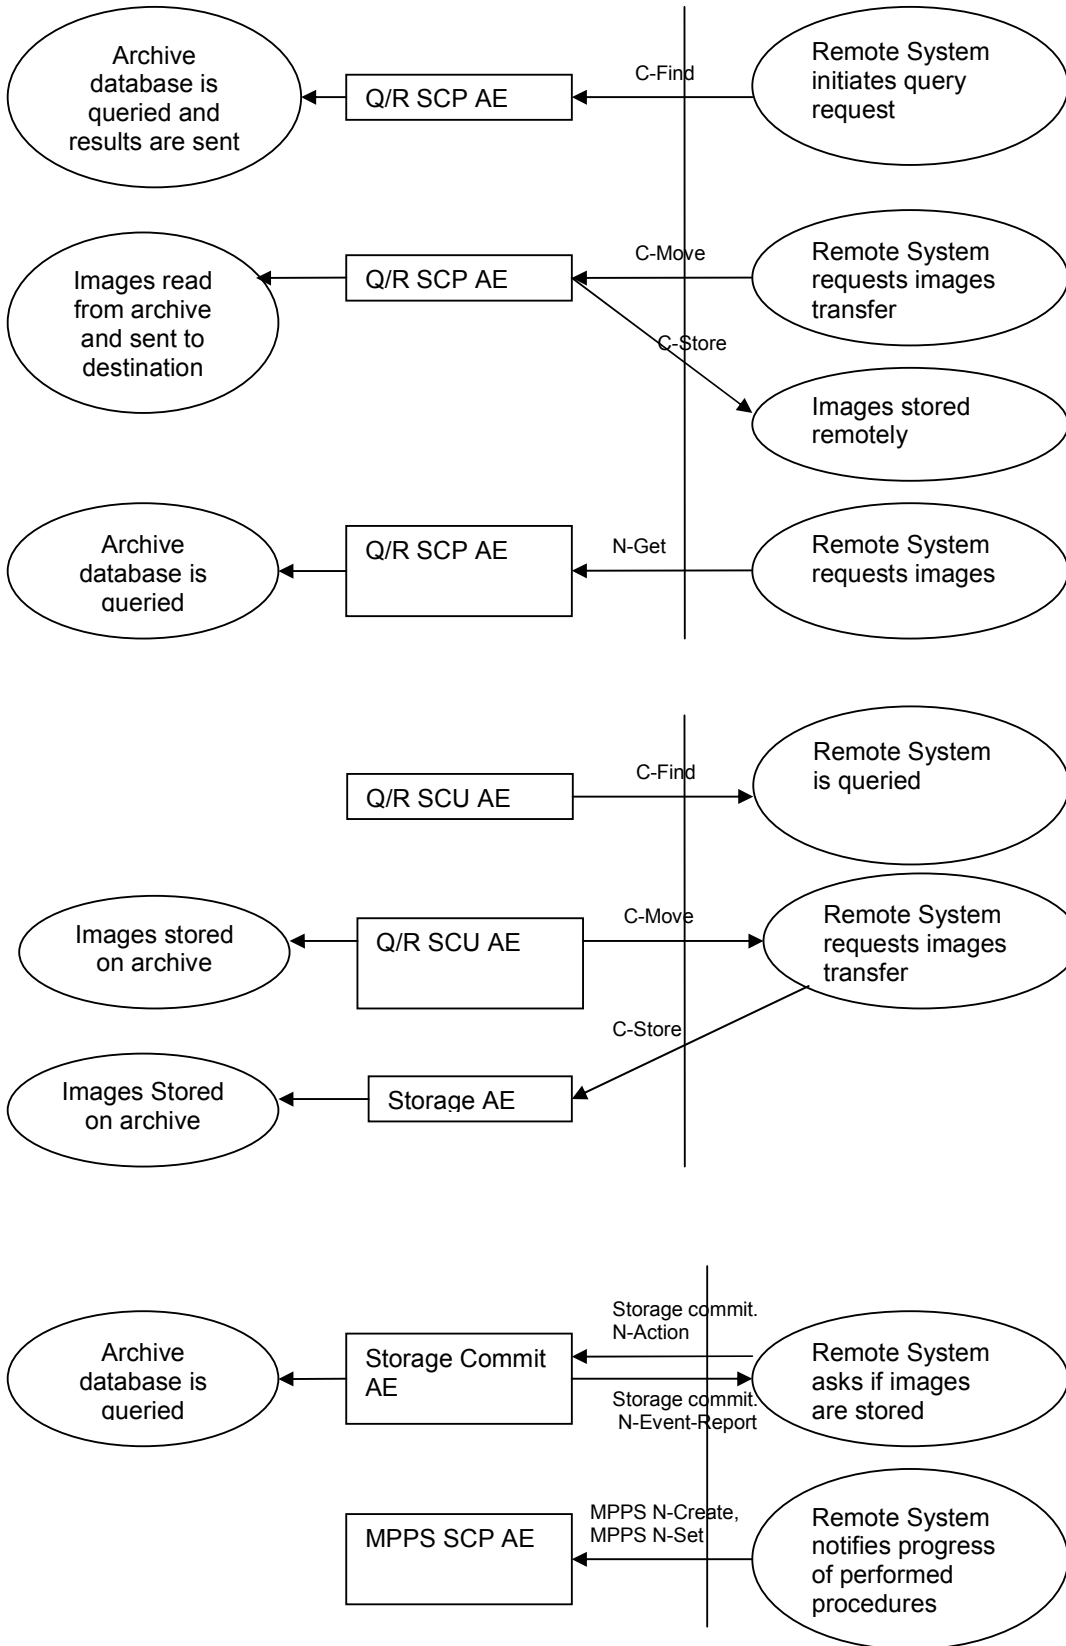 Archive
database is
queried and
results are sent
Q/R SCP AE
C-Find
Remote System
initiates query
request
Images read
from archive
and sent to
destination
Q/R SCP AE
C-Move
C-Store
Remote System
requests images
transfer
Images stored
remotely
Archive
database is
queried
Q/R SCP AE
N-Get
Remote System
requests images
Q/R SCU AE
C-Find
Remote System
is queried
Images stored
on archive
Q/R SCU AE
C-Move
Remote System
requests images
transfer
C-Store
Images Stored
on archive
Storage AE
Archive
database is
queried
Storage Commit
AE
Storage commit.
N-Action
Storage commit.
N-Event-Report
Remote System
asks if images
are stored
MPPS SCP AE
MPPS N-Create,
MPPS N-Set
Remote System
notifies progress
of performed
procedures